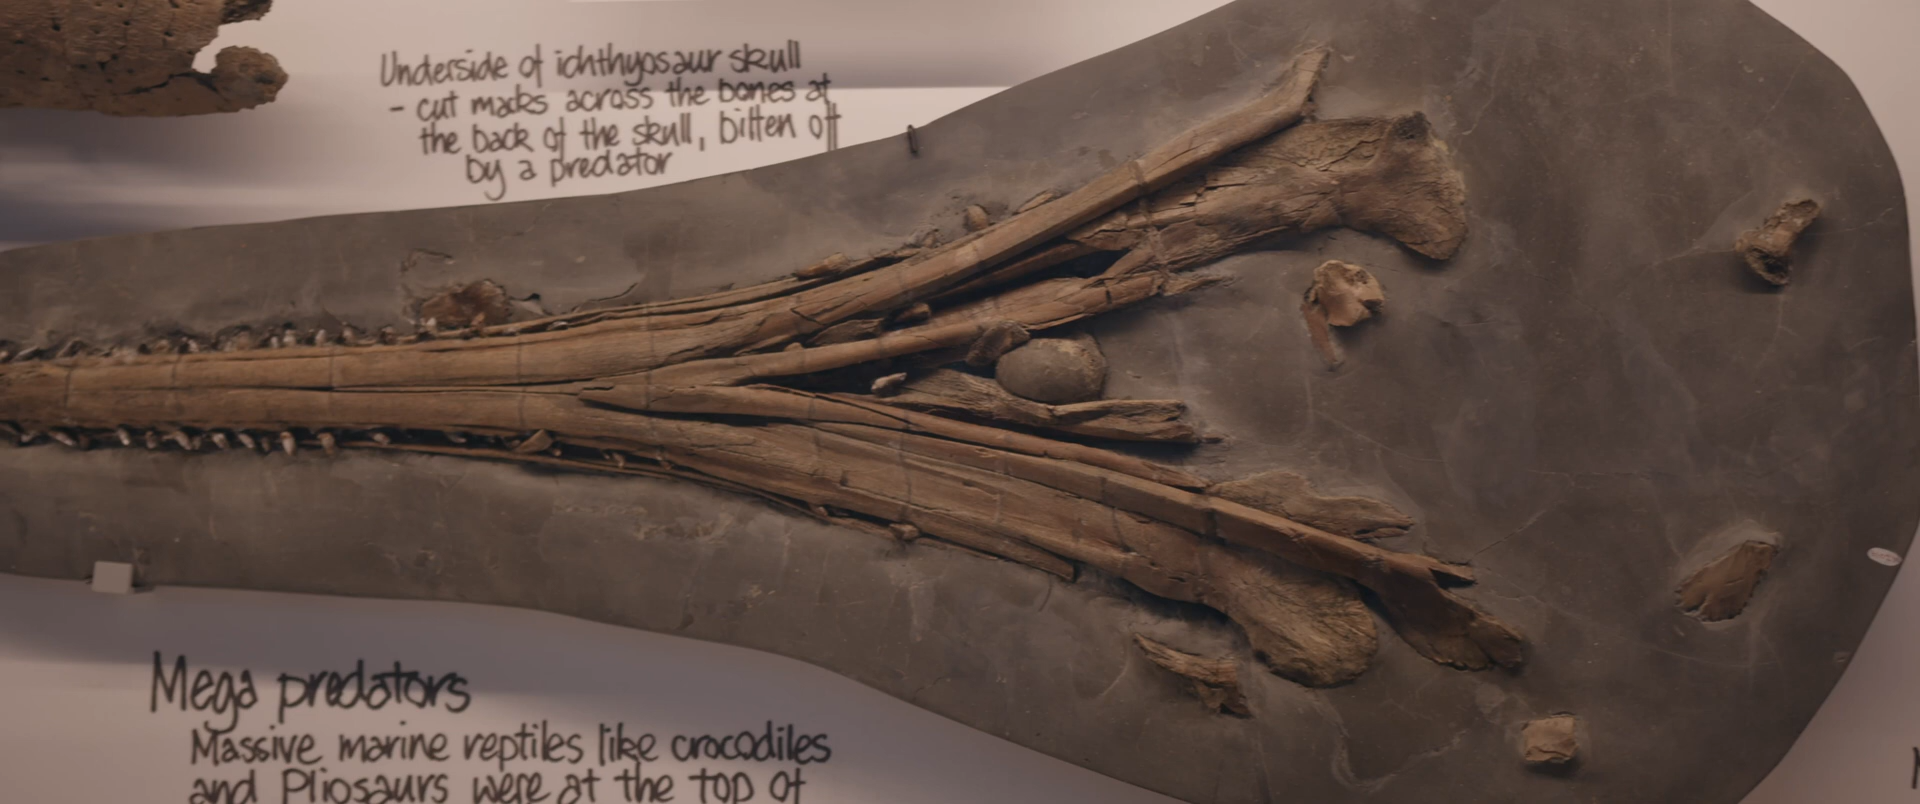 Underside of ichthyosaur skull
- cut marks across the bones at
the back of the skull, bitten off
by a predator
Mega predators
Massive marine reptiles like crocodiles
and Pliosaurs were at the top of